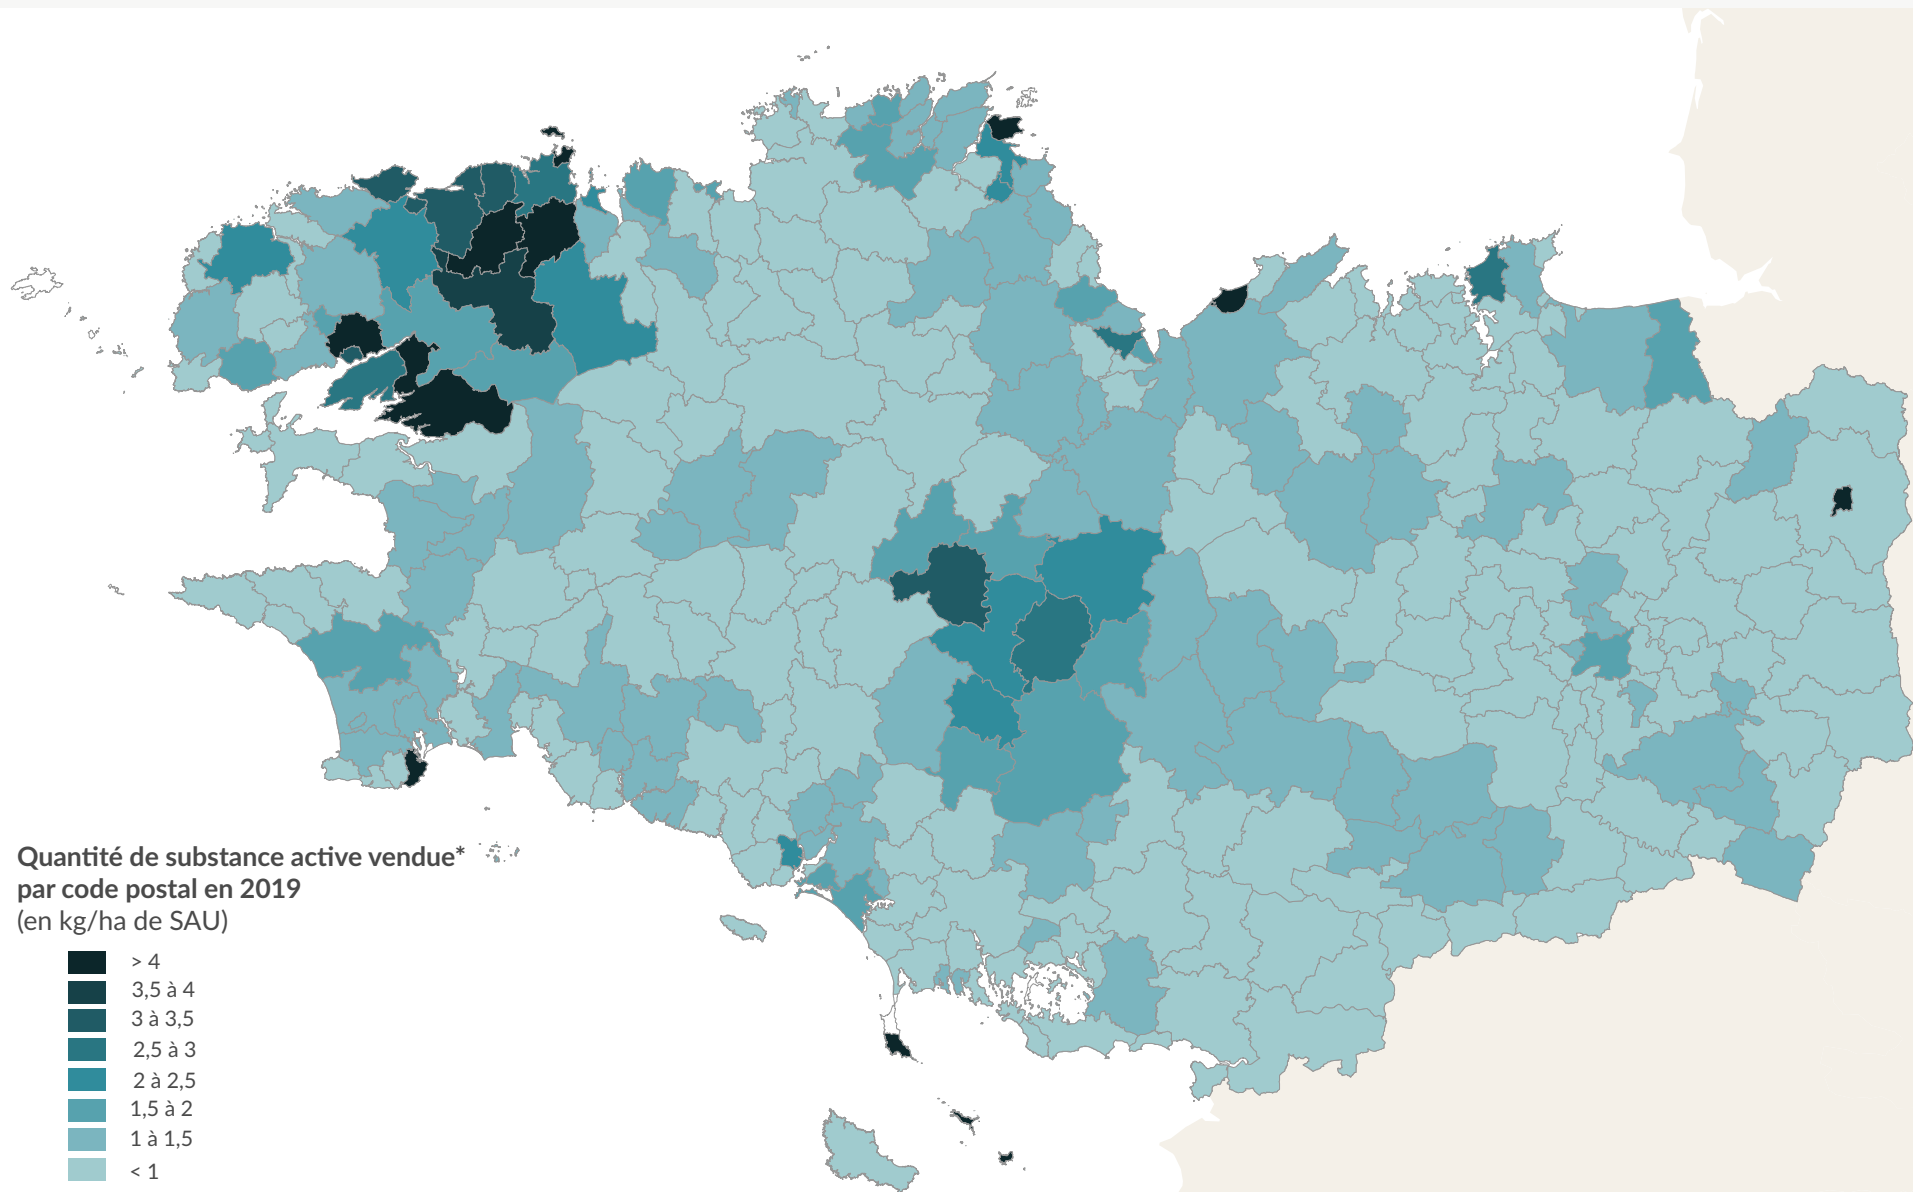 Quantité de substance active vendue*
par code postal en 2019
(en kg/ha de SAU)
> 4
3,5 à 4
3 à 3,5
2,5 à 3
2 à 2,5
1,5 à 2
1 à 1,5
< 1